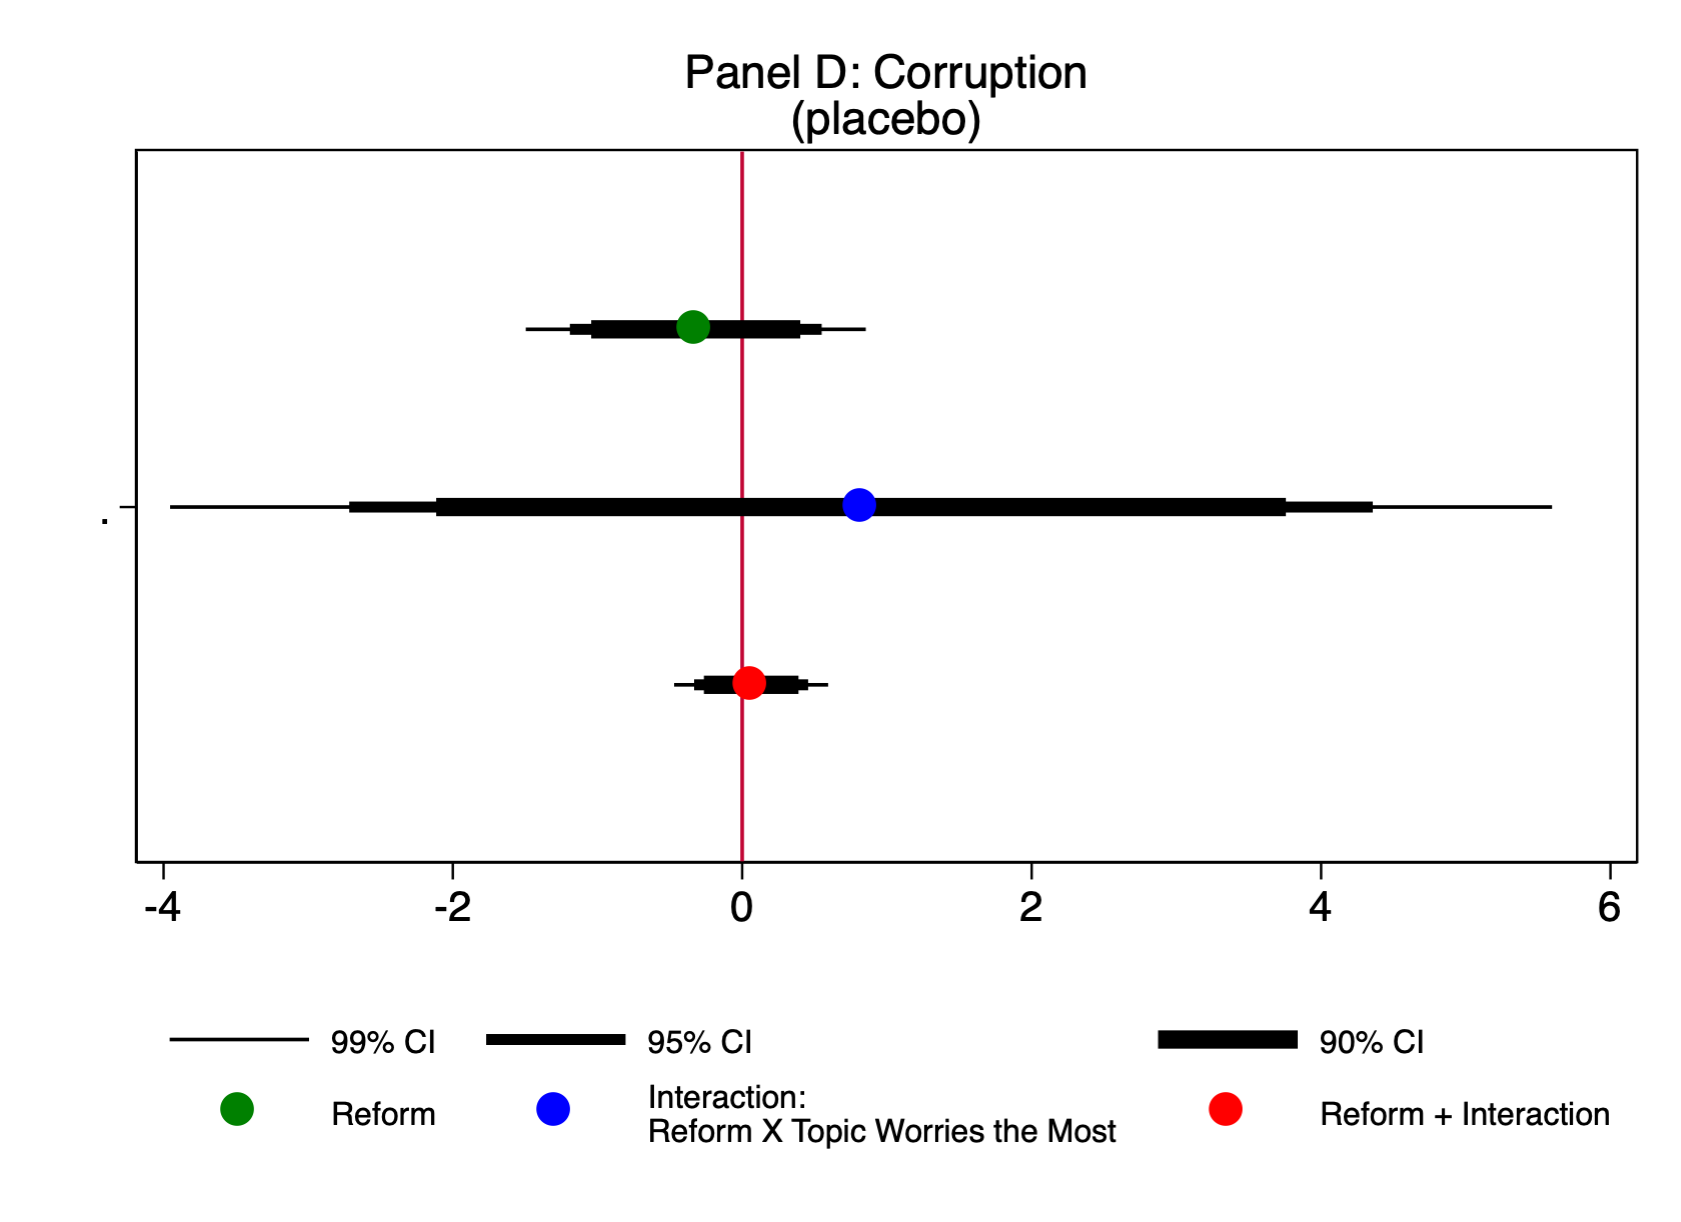 Panel D: Corruption
(placebo)
.
-4 -2 0 2 4 6
99% CI 95% CI 90% CI
Reform
Interaction:
Reform X Topic Worries the Most
Reform + Interaction